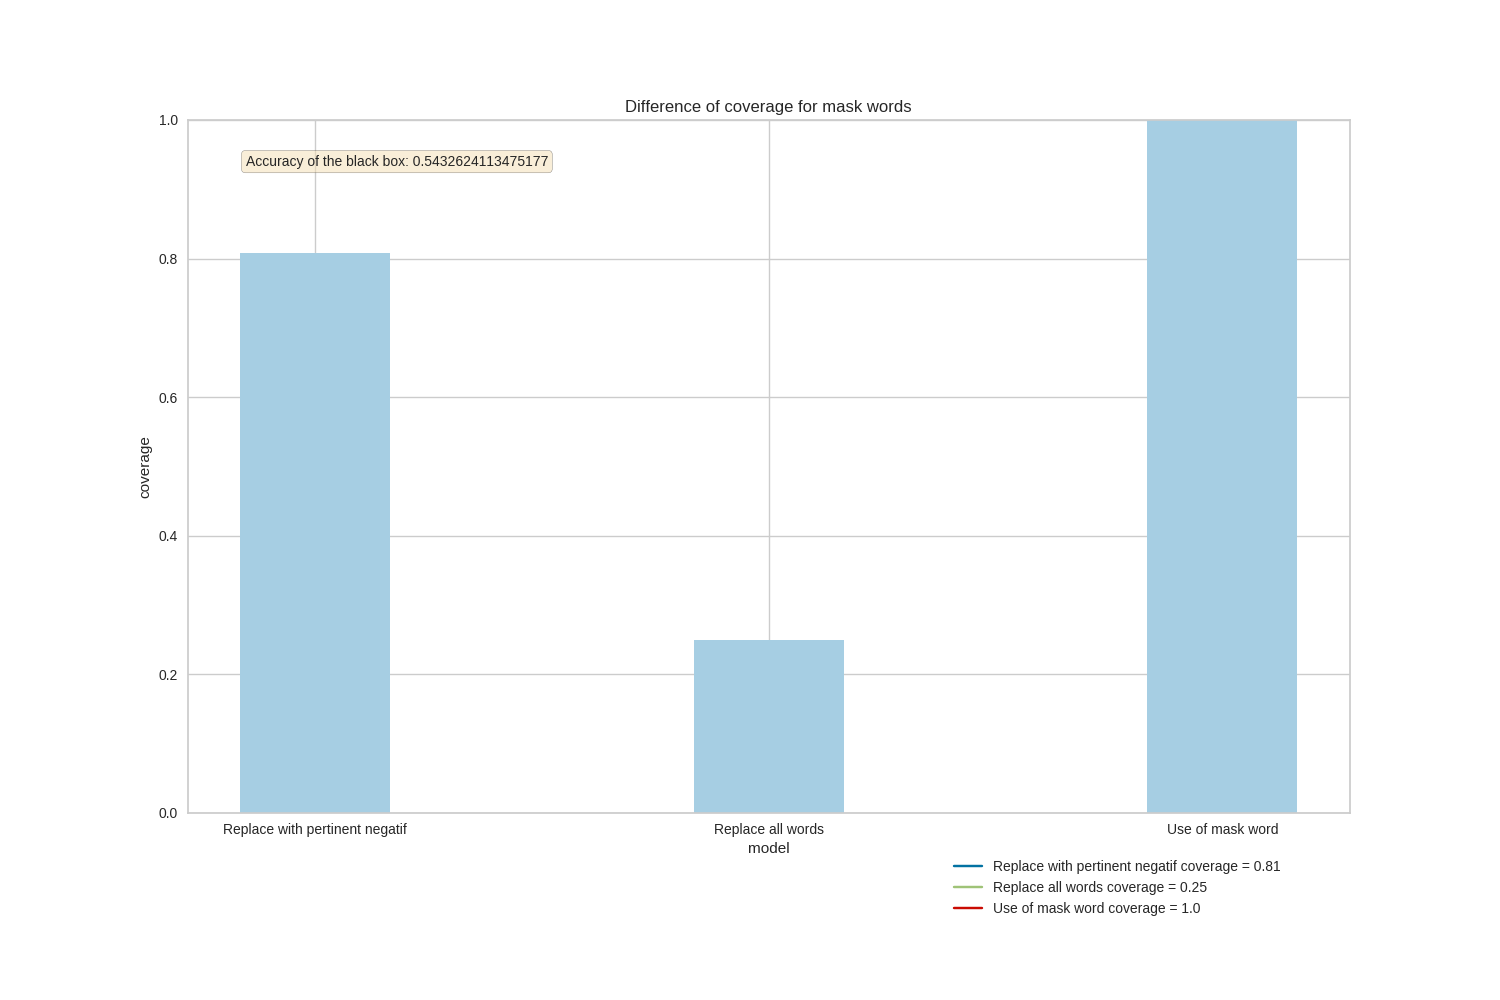 Difference of coverage for mask words
1.0
Accuracy of the black box: 0.5432624113475177
0.8
0.6
coverage
0.4
0.2
0.0
Replace with pertinent negatif
Replace all words
Use of mask word
model
Replace with pertinent negatif coverage = 0.81
Replace all words coverage = 0.25
Use of mask word coverage = 1.0